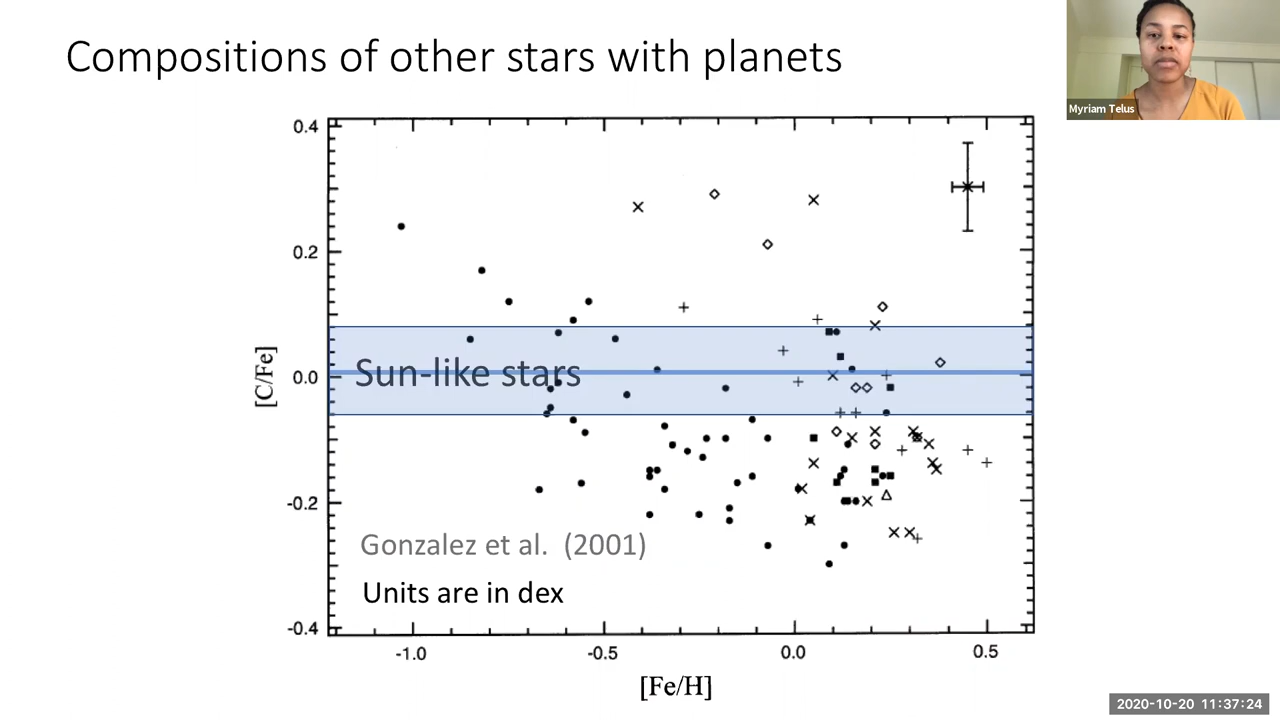 Compositions of other stars with planets
Myriam Telus
0.4
0.2
0.0
-0.2
-0.4
[C/Fe]
Sun-like stars
Gonzalez et al. (2001)
Units are in dex
-1.0 -0.5 0.0 0.5
[Fe/H]
2020-10-20 11:37:24